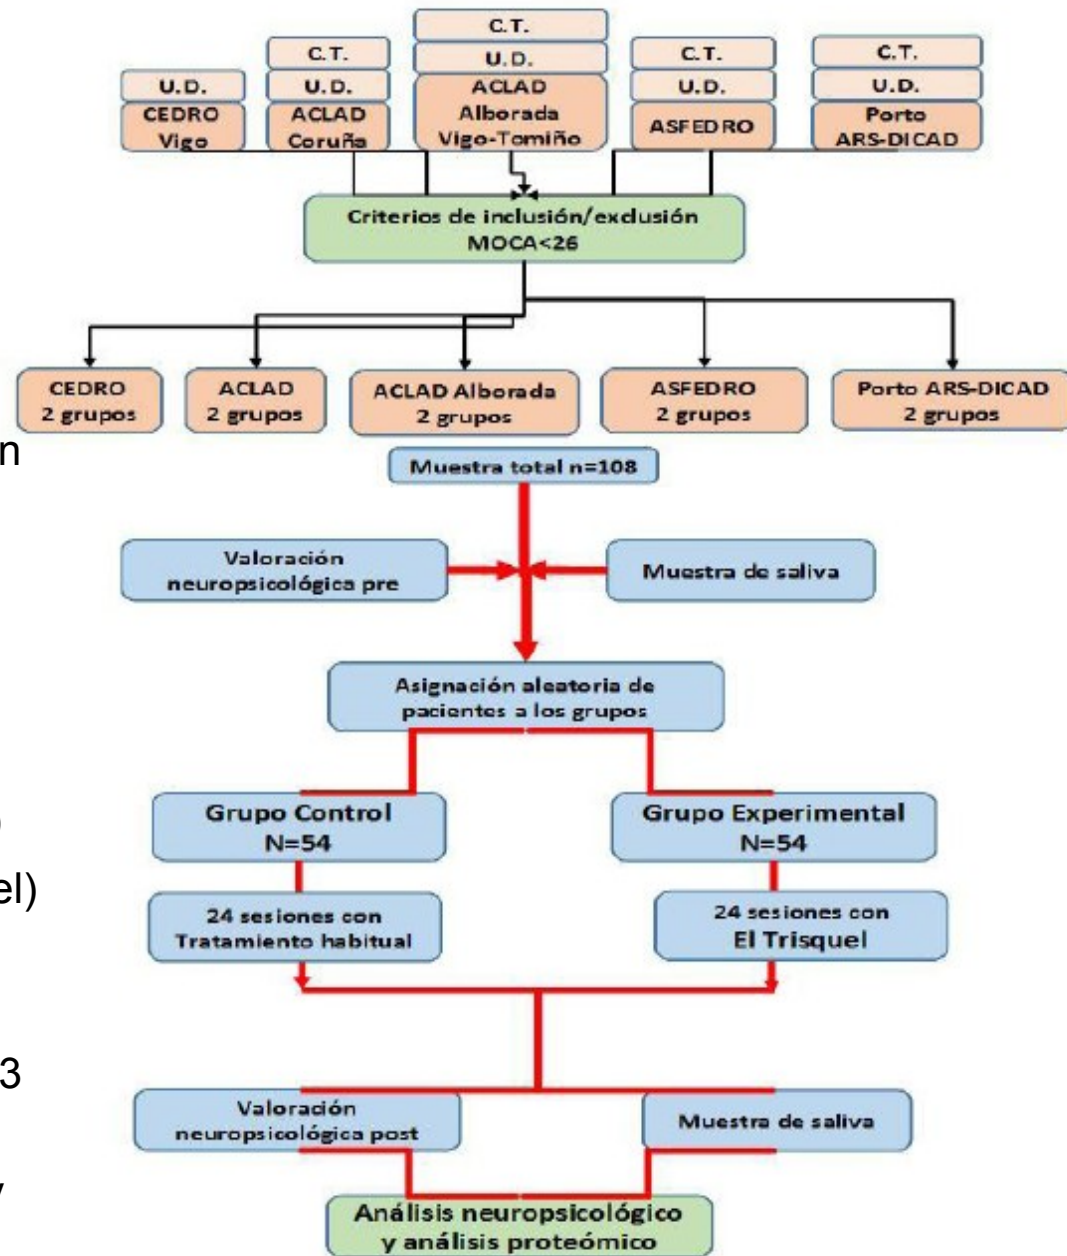 C.T.
U.D.
ACLAD
Alborada
Vigo-Tomiño
C.T.
U.D.
ACLAD
Coruña
C.T.
U.D.
ASFEDRO
C.T.
U.D.
Porto
ARS-DICAD
U.D.
CEDRO
Vigo
Criterios de inclusión/exclusión
MOCA<26
CEDRO
2 grupos
ACLAD
2 grupos
ACLAD Alborada
2 grupos
ASFEDRO
2 grupos
Porto ARS-DICAD
2 grupos
n
Muestra total n=108
Valoración
neuropsicológica pre
Muestra de saliva
Asignación aleatoria de
pacientes a los grupos
Grupo Control
N=54
Grupo Experimental
N=54
)
el)
24 sesiones con
Tratamiento habitual
24 sesiones con
El Trisquel
3
Valoración
neuropsicológica post
Muestra de saliva
y
Análisis neuropsicológico
y análisis proteómico